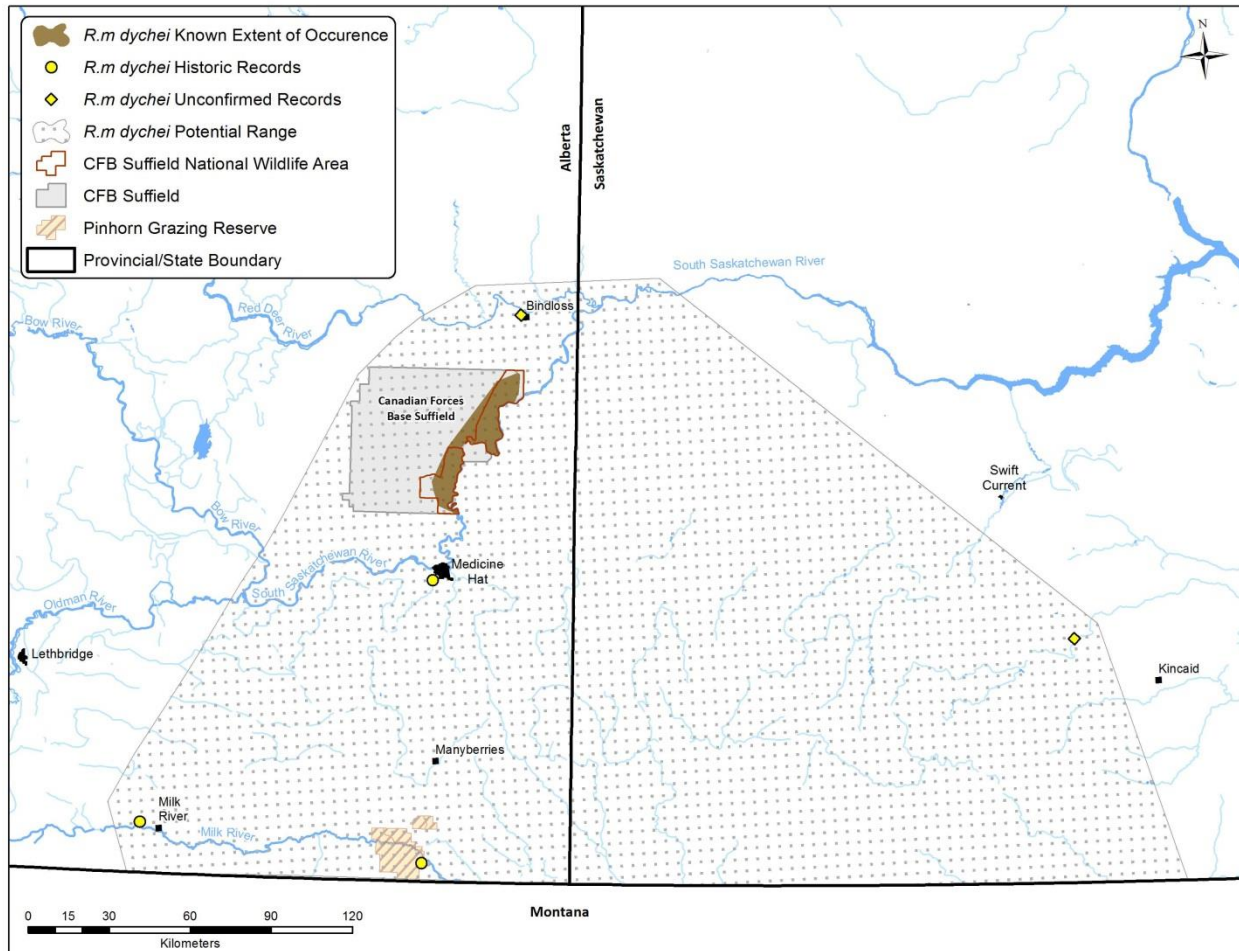 R.m dychei Known Extent of Occurence
R.m dychei Historic Records
R.m dychei Unconfirmed Records
R.m dychei Potential Range
CFB Suffield National Wildlife Area
CFB Suffield
Pinhorn Grazing Reserve
Provincial/State Boundary
N
Alberta
Saskatchewan
South Saskatchewan River
Bindloss
Red Deer
River
Bow River
Canadian Forces
Base Suffield
Swift
Current
Bow River
South Saskatchewan River
Medicine
Hat
Oldman River
Lethbridge
Kincaid
Manyberries
Milk
River
Milk River
Montana
0 15 30 60 90 120
Kilometers